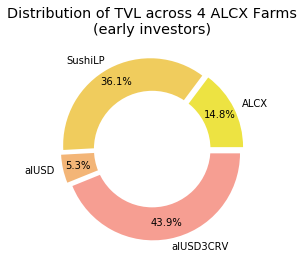 Distribution of TVL across 4 ALCX Farms
(early investors)
SushiLP
36.1%
ALCX
14.8%
alUSD
5.3%
43.9%
alUSD3CRV